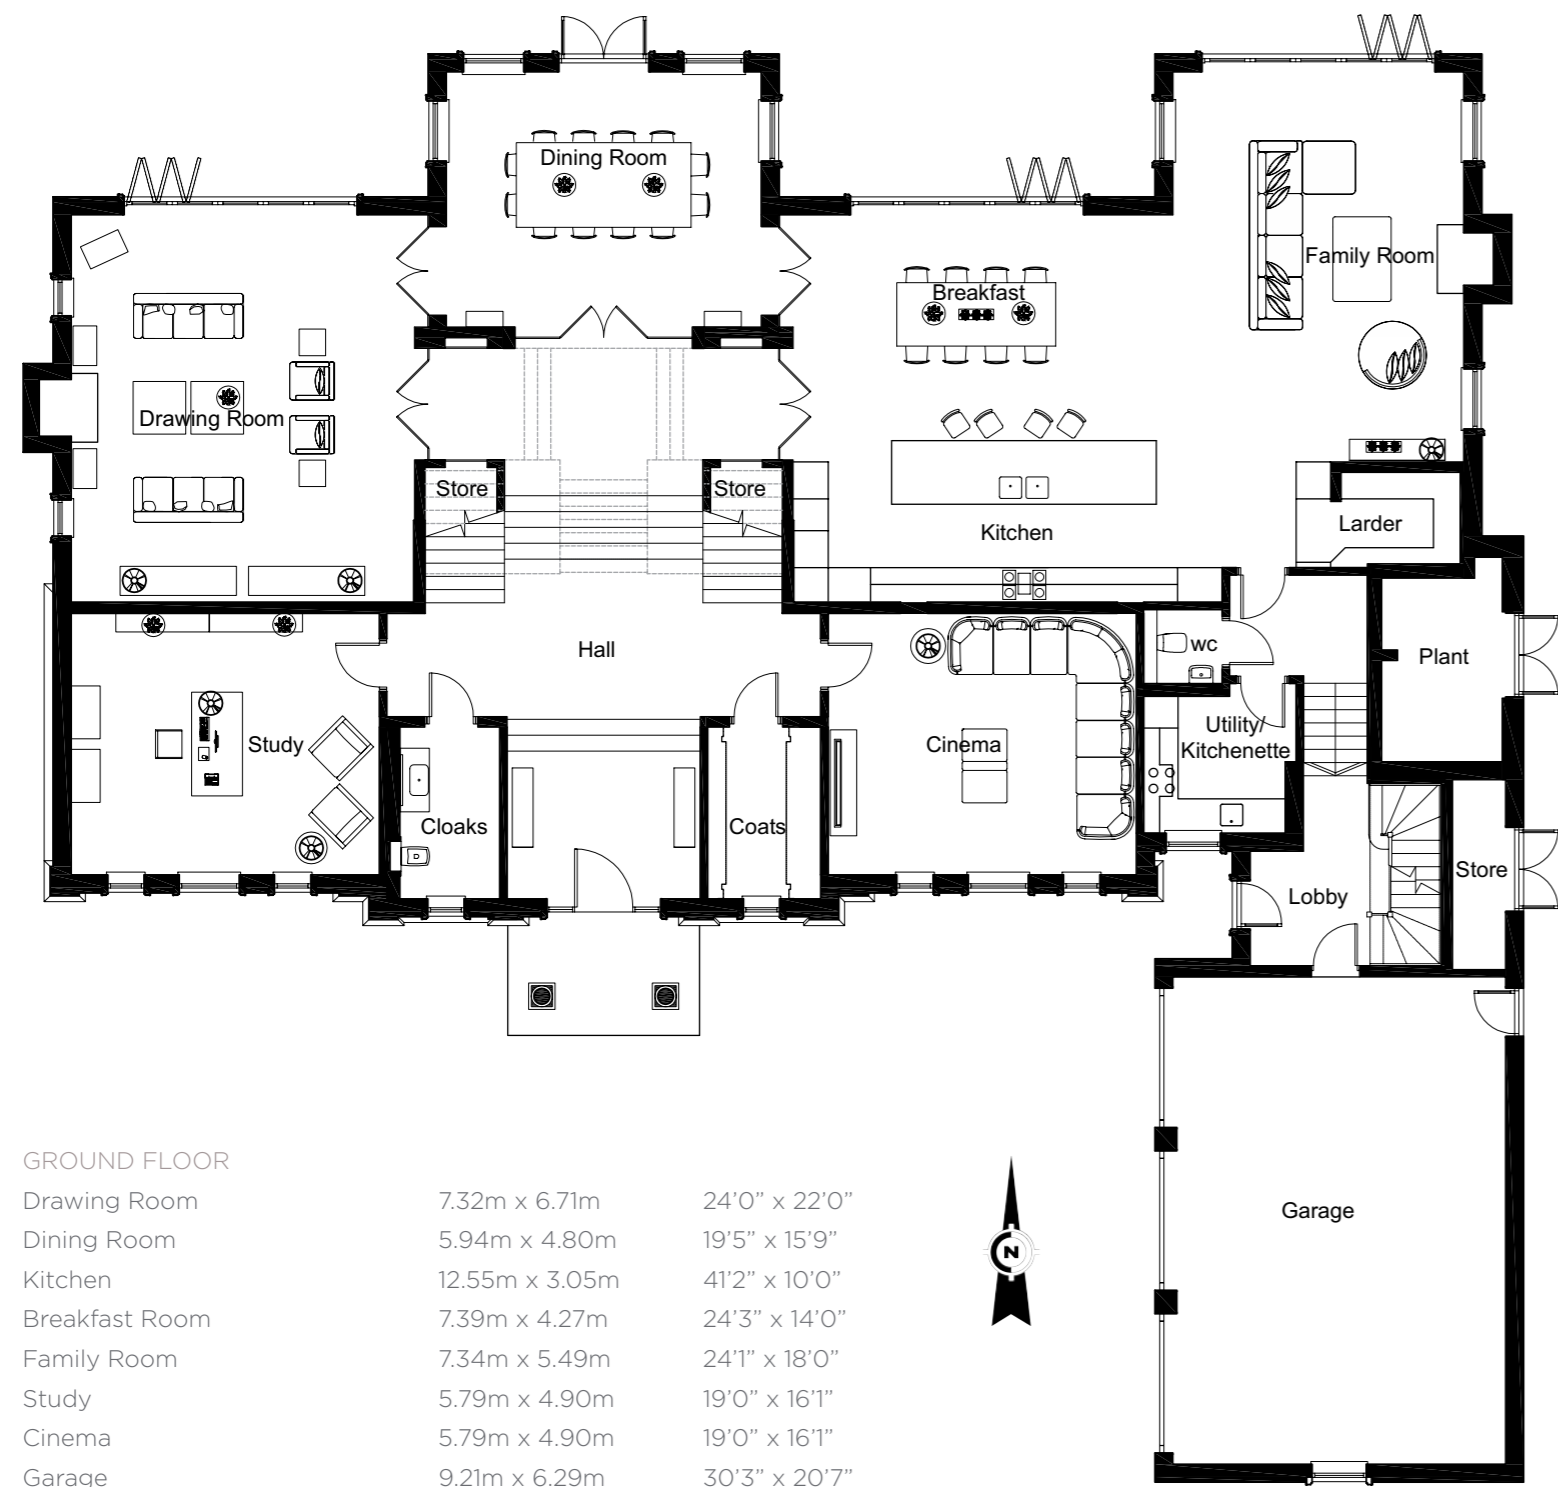 Dining Room
Family Room
Breakfast
Drawing Room
Store
Store
Larder
Kitchen
Hall
wc
Plant
Utility/
Kitchenette
Study
Cinema
Cloaks
Coats
Store
Lobby
Garage
N
GROUND FLOOR
Drawing Room 7.32m x 6.71m 24’0” x 22’0”
Dining Room 5.94m x 4.80m 19’5” x 15’9”
Kitchen 12.55m x 3.05m 41’2” x 10’0”
Breakfast Room 7.39m x 4.27m 24’3” x 14’0”
Family Room 7.34m x 5.49m 24’1” x 18’0”
Study 5.79m x 4.90m 19’0” x 16’1”
Cinema 5.79m x 4.90m 19’0” x 16’1”
Garage 9.21m x 6.29m 30’3” x 20’7”